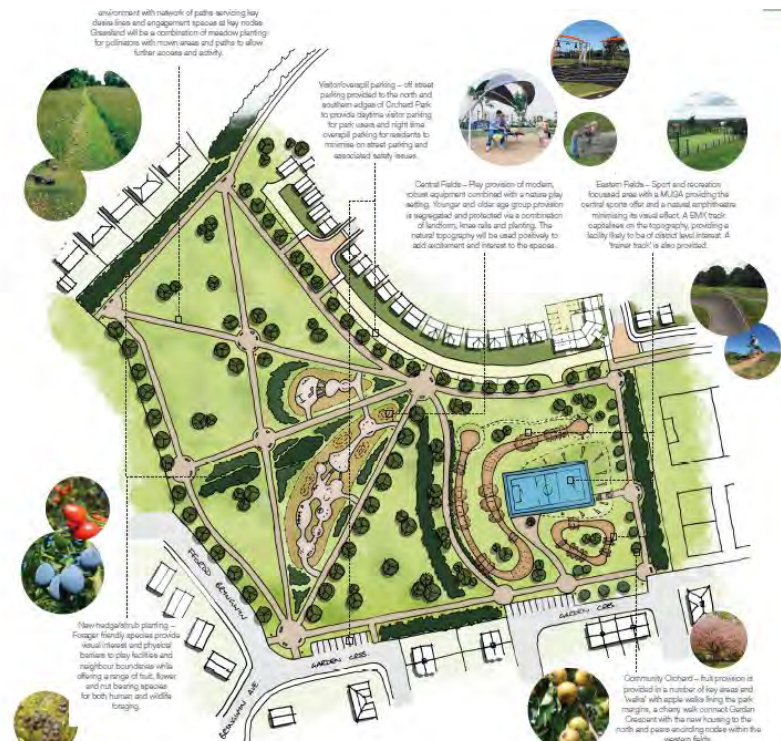 environment with network of paths servicing key
desire lines and engagement spaces at key nodes.
Grassland will be a combination of meadow planting
for pollinators with mown areas and paths to allow
further access and activity.
Visitor/overspill parking – off street
parking provided to the north and
southern edges of Orchard Park
to provide daytime visitor parking
for park users and night time
overspill parking for residents to
minimise on street parking and
associated safety issues.
Central Fields – Play provision of modern,
robust equipment combined with a nature play
setting. Younger and older age group provision
is segregated and protected via a combination
of landform, knee rails and planting. The
natural topography will be used positively to
add excitement and interest to the spaces.
Eastern Fields – Sport and recreation
focussed area with a MUGA providing the
central sports offer and a natural amphitheatre
minimising its visual effect. A BMX track
capitalises on the topography, providing a
facility likely to be of district level interest. A
'trainer track' is also provided.
New hedge/shrub planting –
Forager friendly species provide
visual interest and physical
barriers to play facilities and
neighbour boundaries while
offering a range of fruit, flower
and nut bearing species
for both human and wildlife
foraging.
FFORDD BRANGWYN
BRANGWYN AVE
GARDEN CRES.
GARDEN CRES.
Community Orchard – fruit provision is
provided in a number of key areas and
'walks' with apple walks lining the park
margins, a cherry walk connect Garden
Crescent with the new housing to the
north and pears encircling nodes within the
western fields.